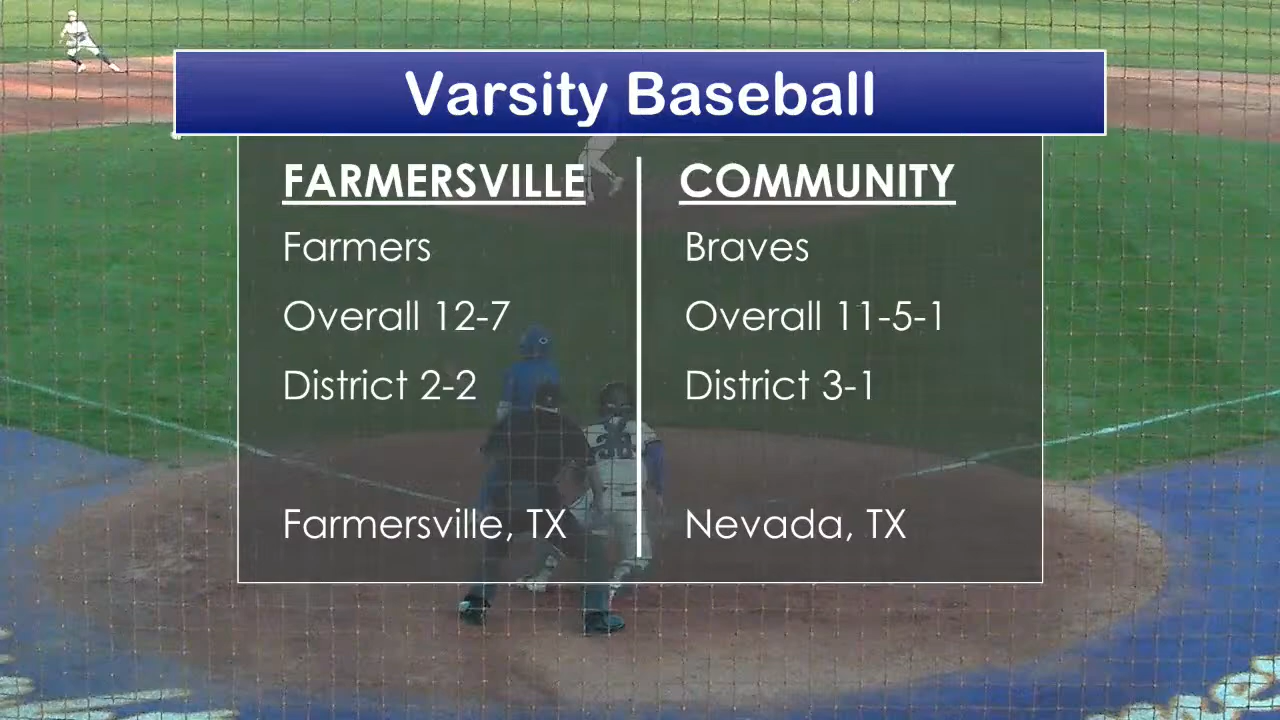 Varsity Baseball
FARMERSVILLE
Farmers
Overall 12-7
District 2-2
Farmersville, TX
COMMUNITY
Braves
Overall 11-5-1
District 3-1
Nevada, TX